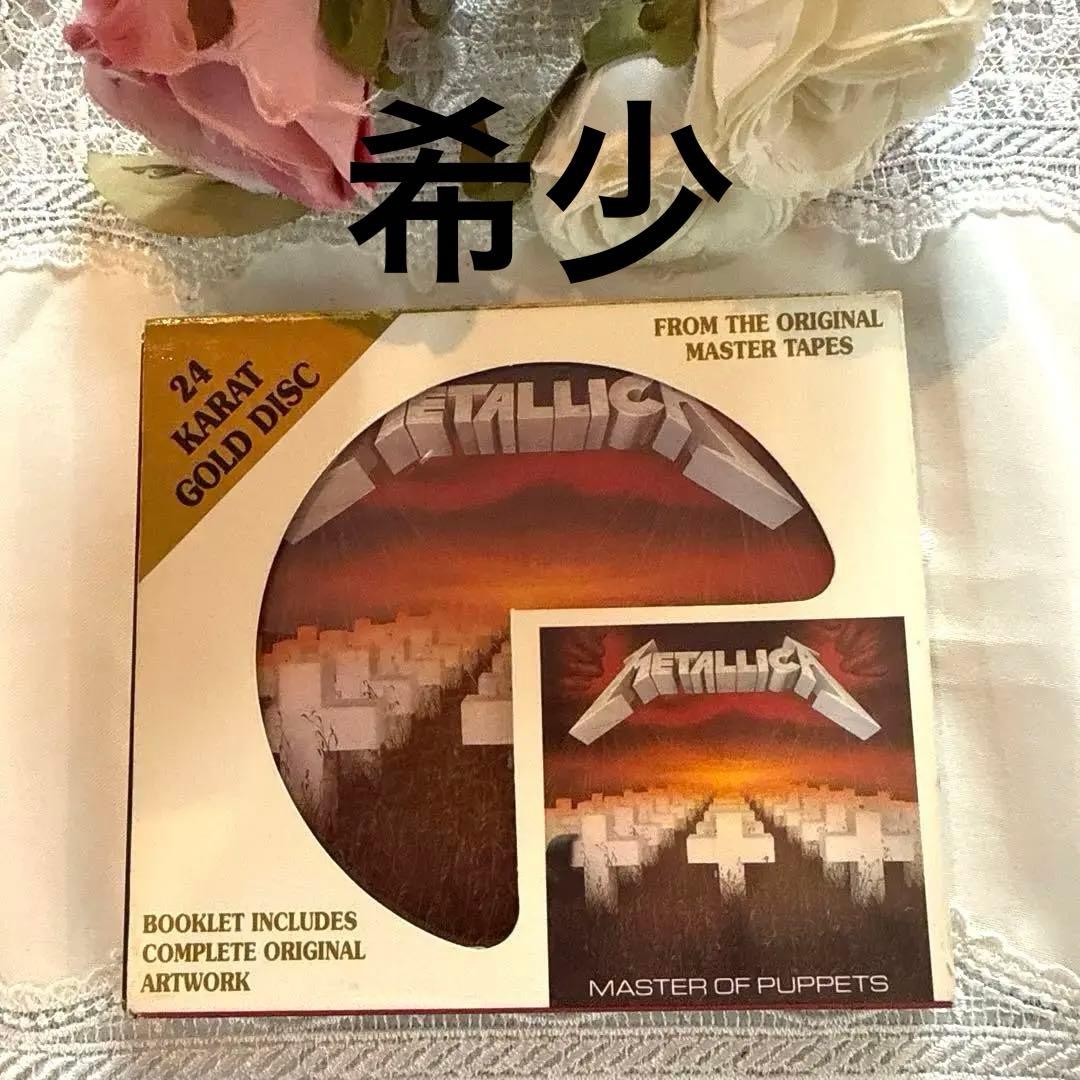 希少
24
KARAT
GOLD DISC
FROM THE ORIGINAL
MASTER TAPES
METALLICA
METALLICA
MASTER OF PUPPETS
BOOKLET INCLUDES
COMPLETE ORIGINAL
ARTWORK